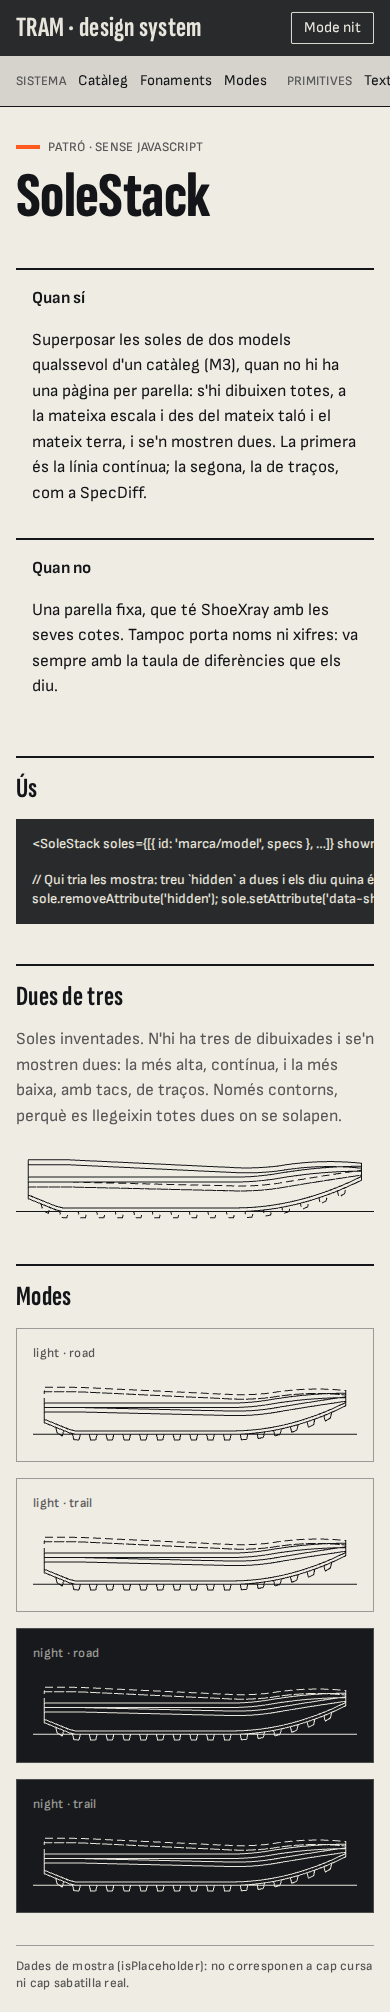 TRAM · design system
Mode nit
SISTEMA Catàleg Fonaments Modes PRIMITIVES Text
PATRÓ · SENSE JAVASCRIPT
SoleStack
Quan sí
Superposar les soles de dos models
qualssevol d'un catàleg (M3), quan no hi ha
una pàgina per parella: s'hi dibuixen totes, a
la mateixa escala i des del mateix taló i el
mateix terra, i se'n mostren dues. La primera
és la línia contínua; la segona, la de traços,
com a SpecDiff.
Quan no
Una parella fixa, que té ShoeXray amb les
seves cotes. Tampoc porta noms ni xifres: va
sempre amb la taula de diferències que els
diu.
Ús
<SoleStack soles={[{ id: 'marca/model', specs }, …]} shown
// Qui tria les mostra: treu `hidden` a dues i els diu quina é
sole.removeAttribute('hidden'); sole.setAttribute('data-sh
Dues de tres
Soles inventades. N'hi ha tres de dibuixades i se'n
mostren dues: la més alta, contínua, i la més
baixa, amb tacs, de traços. Només contorns,
perquè es llegeixin totes dues on se solapen.
Modes
light · road
light · trail
night · road
night · trail
Dades de mostra (isPlaceholder): no corresponen a cap cursa
ni cap sabatilla real.